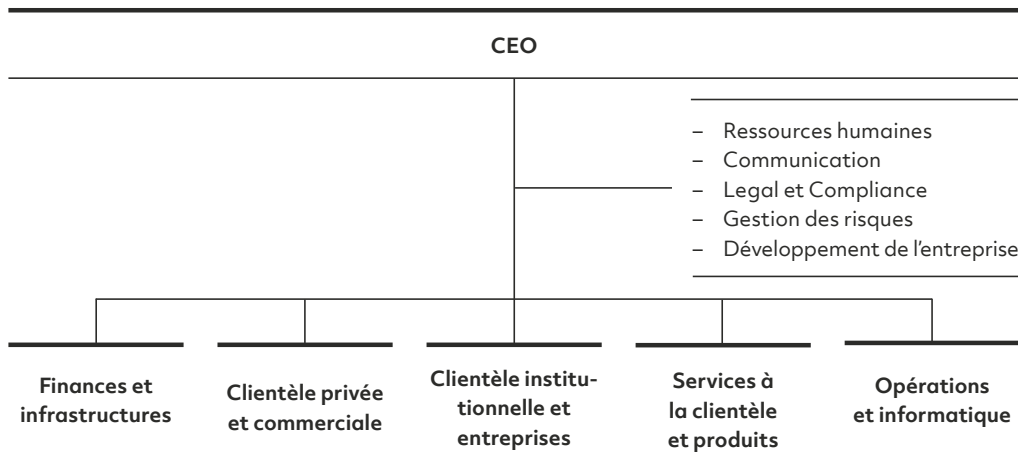 CEO
– Ressources humaines
– Communication
– Legal et Compliance
– Gestion des risques
– Développement de l'entreprise
Finances et
infrastructures
Clientèle privée
et commerciale
Clientèle institu-
tionnelle et
entreprises
Services à
la clientèle
et produits
Opérations
et informatique